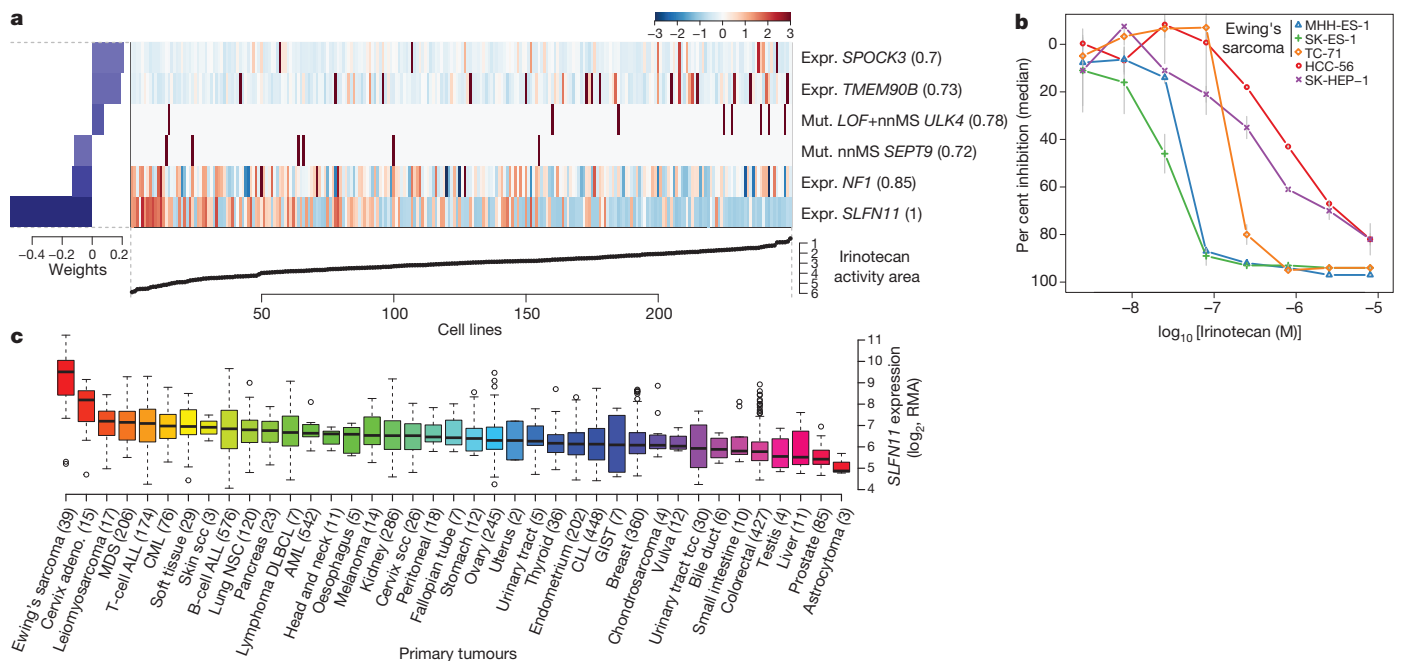 a
−3 −2 −1 0 1 2 3
Expr. SPOCK3 (0.7)
Expr. TMEM90B (0.73)
Mut. LOF+nnMS ULK4 (0.78)
Mut. nnMS SEPT9 (0.72)
Expr. NF1 (0.85)
Expr. SLFN11 (1)
−0.4 −0.2 0 0.2
Weights
1
2
3
4
5
6
Irinotecan
activity area
50 100 150 200
Cell lines
b
Ewing's
sarcoma
MHH-ES-1
SK-ES-1
TC-71
HCC-56
SK-HEP-1
0
20
40
60
80
100
Per cent inhibition (median)
−8 −7 −6 −5
log10 [Irinotecan (M)]
c
11
10
9
8
7
6
5
4
SLFN11 expression
(log2, RMA)
Ewing's sarcoma (39)
Cervix adeno. (15)
Leiomyosarcoma (17)
MDS (206)
T-cell ALL (174)
CML (76)
Soft tissue (29)
Skin scc (3)
B-cell ALL (576)
Lung NSC (120)
Pancreas (23)
Lymphoma DLBCL (7)
AML (542)
Head and neck (11)
Oesophagus (5)
Melanoma (14)
Kidney (286)
Cervix scc (26)
Peritoneal (18)
Fallopian tube (7)
Stomach (12)
Ovary (245)
Uterus (2)
Urinary tract (5)
Thyroid (36)
Endometrium (202)
CLL (448)
GIST (7)
Breast (360)
Chondrosarcoma (4)
Vulva (12)
Urinary tract tcc (30)
Bile duct (6)
Small intestine (10)
Colorectal (427)
Testis (4)
Liver (11)
Prostate (85)
Astrocytoma (3)
Primary tumours